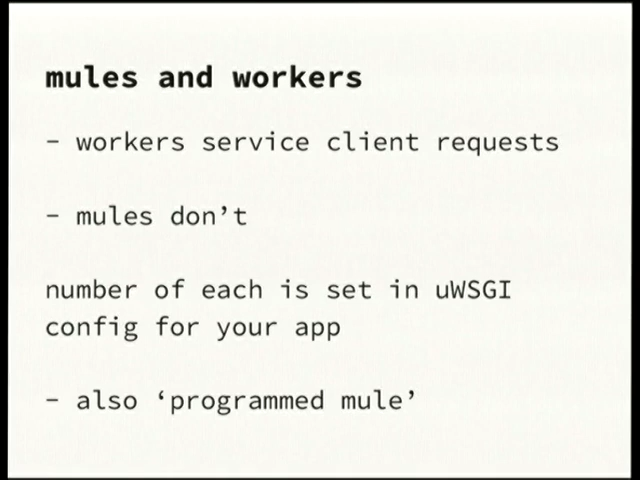 mules and workers
– workers service client requests
– mules don’t
number of each is set in uWSGI
config for your app
– also ‘programmed mule’